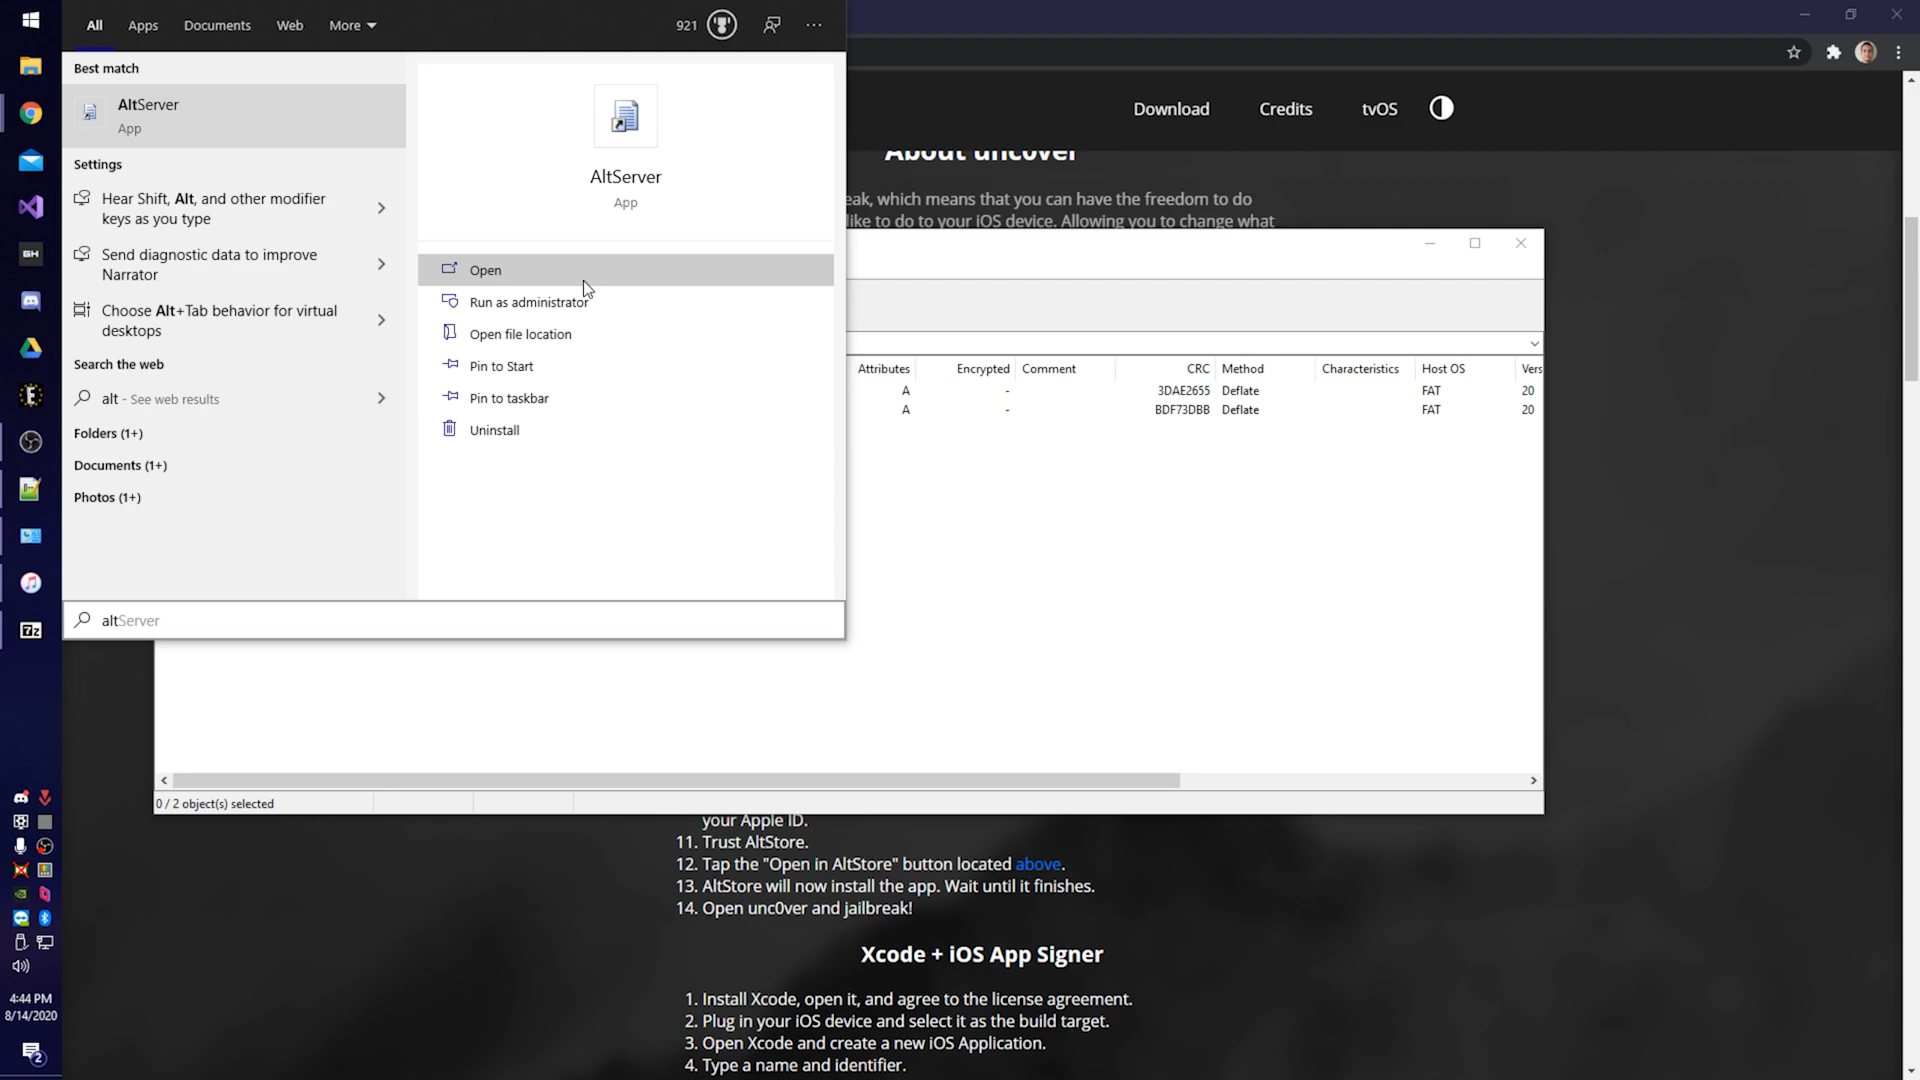 All
Apps
Documents
Web
More
921
Best match
AltServer
App
Settings
Hear Shift, Alt, and other modifier
keys as you type
Send diagnostic data to improve
Narrator
Choose Alt+Tab behavior for virtual
desktops
Search the web
alt - See web results
Folders (1+)
Documents (1+)
Photos (1+)
AltServer
App
Open
Run as administrator
Open file location
Pin to Start
Pin to taskbar
Uninstall
altServer
Download
Credits
tvOS
About unc0ver
eak, which means that you can have the freedom to do
like to do to your iOS device. Allowing you to change what
Attributes Encrypted Comment CRC Method Characteristics Host OS Vers
A - 3DAE2655 Deflate FAT 20
A - BDF73DBB Deflate FAT 20
0 / 2 object(s) selected
your Apple ID.
11. Trust AltStore.
12. Tap the "Open in AltStore" button located above.
13. AltStore will now install the app. Wait until it finishes.
14. Open unc0ver and jailbreak!
Xcode + iOS App Signer
1. Install Xcode, open it, and agree to the license agreement.
2. Plug in your iOS device and select it as the build target.
3. Open Xcode and create a new iOS Application.
4. Type a name and identifier.
GH
7z
4:44 PM
8/14/2020
2